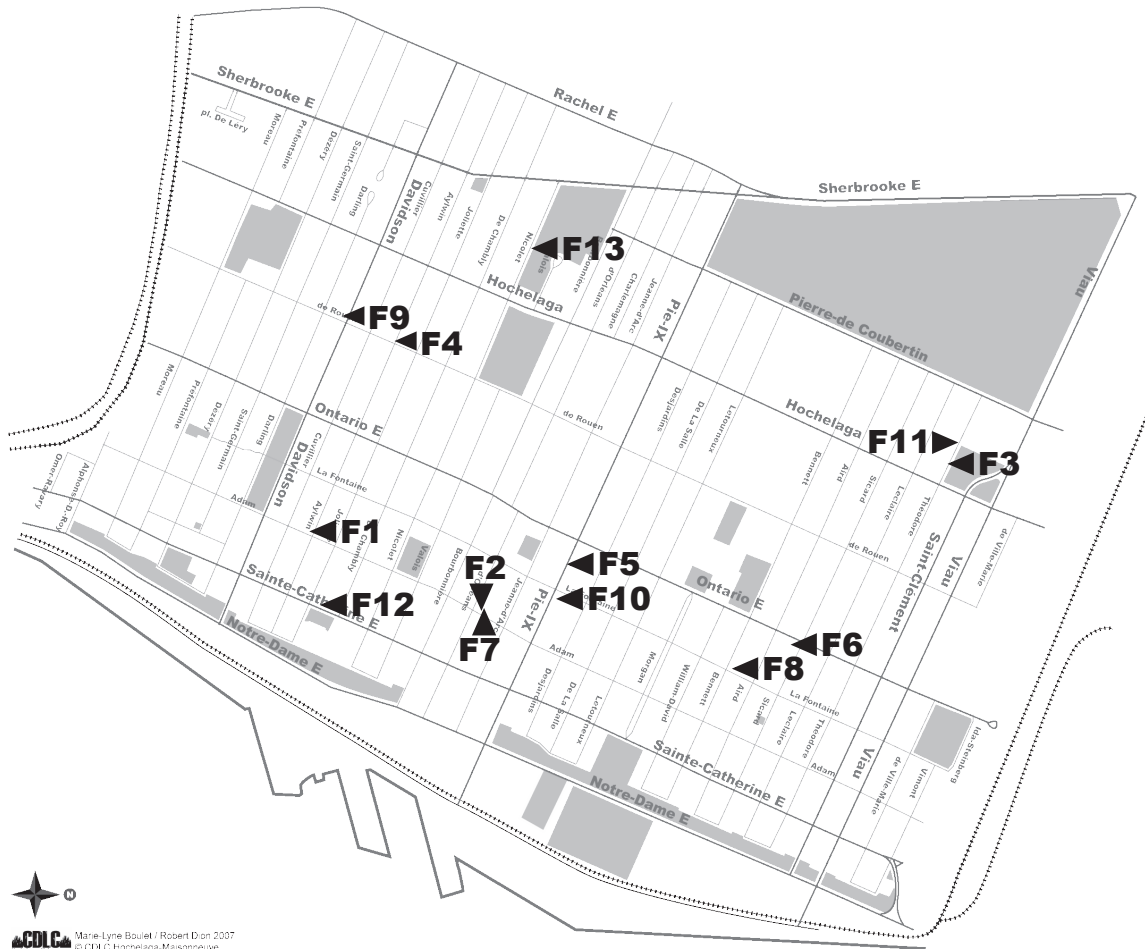 Sherbrooke E
Rachel E
pl. De Léry
Moreau
Préfontaine
Dézéry
Saint-Germain
Darling
Davidson
Cuvillier
Aylwin
Joliette
De Chambly
Nicolet
d'Orléans
Charlemagne
Jeanne-d'Arc
Sherbrooke E
Viau
F13
Hochelaga
Pie-IX
Pierre-de Coubertin
F9
F4
Moreau
Préfontaine
Dézéry
Saint-Germain
Darling
Ontario E
Cuvillier
Davidson
de Rouen
Desjardins
De La Salle
Letourneux
Hochelaga
F11
F3
Bennett
Aird
Sicard
Leclaire
Théodore
Saint-Clément
Viau
de Ville-Marie
de Rouen
Omer-Ravary
Alphonse-D.-Roy
Adam
La Fontaine
Aylwin
F1
Chambly
Nicolet
Valois
Bourbonnière
F2
Jeanne-d'Arc
Pie-IX
F5
F10
Ontario E
Sainte-Catherine E
F12
F7
Notre-Dame E
Adam
F6
F8
Desjardins
De La Salle
Letourneux
Morgan
William-David
Bennett
Aird
Sicard
Leclaire
Théodore
La Fontaine
Adam
Viau
de Ville-Marie
Vimont
Ida-Steinberg
Sainte-Catherine E
Notre-Dame E
N
CDLC
Marie-Lyne Boulet / Robert Dion 2007
© CDLC Hochelaga-Maisonneuve